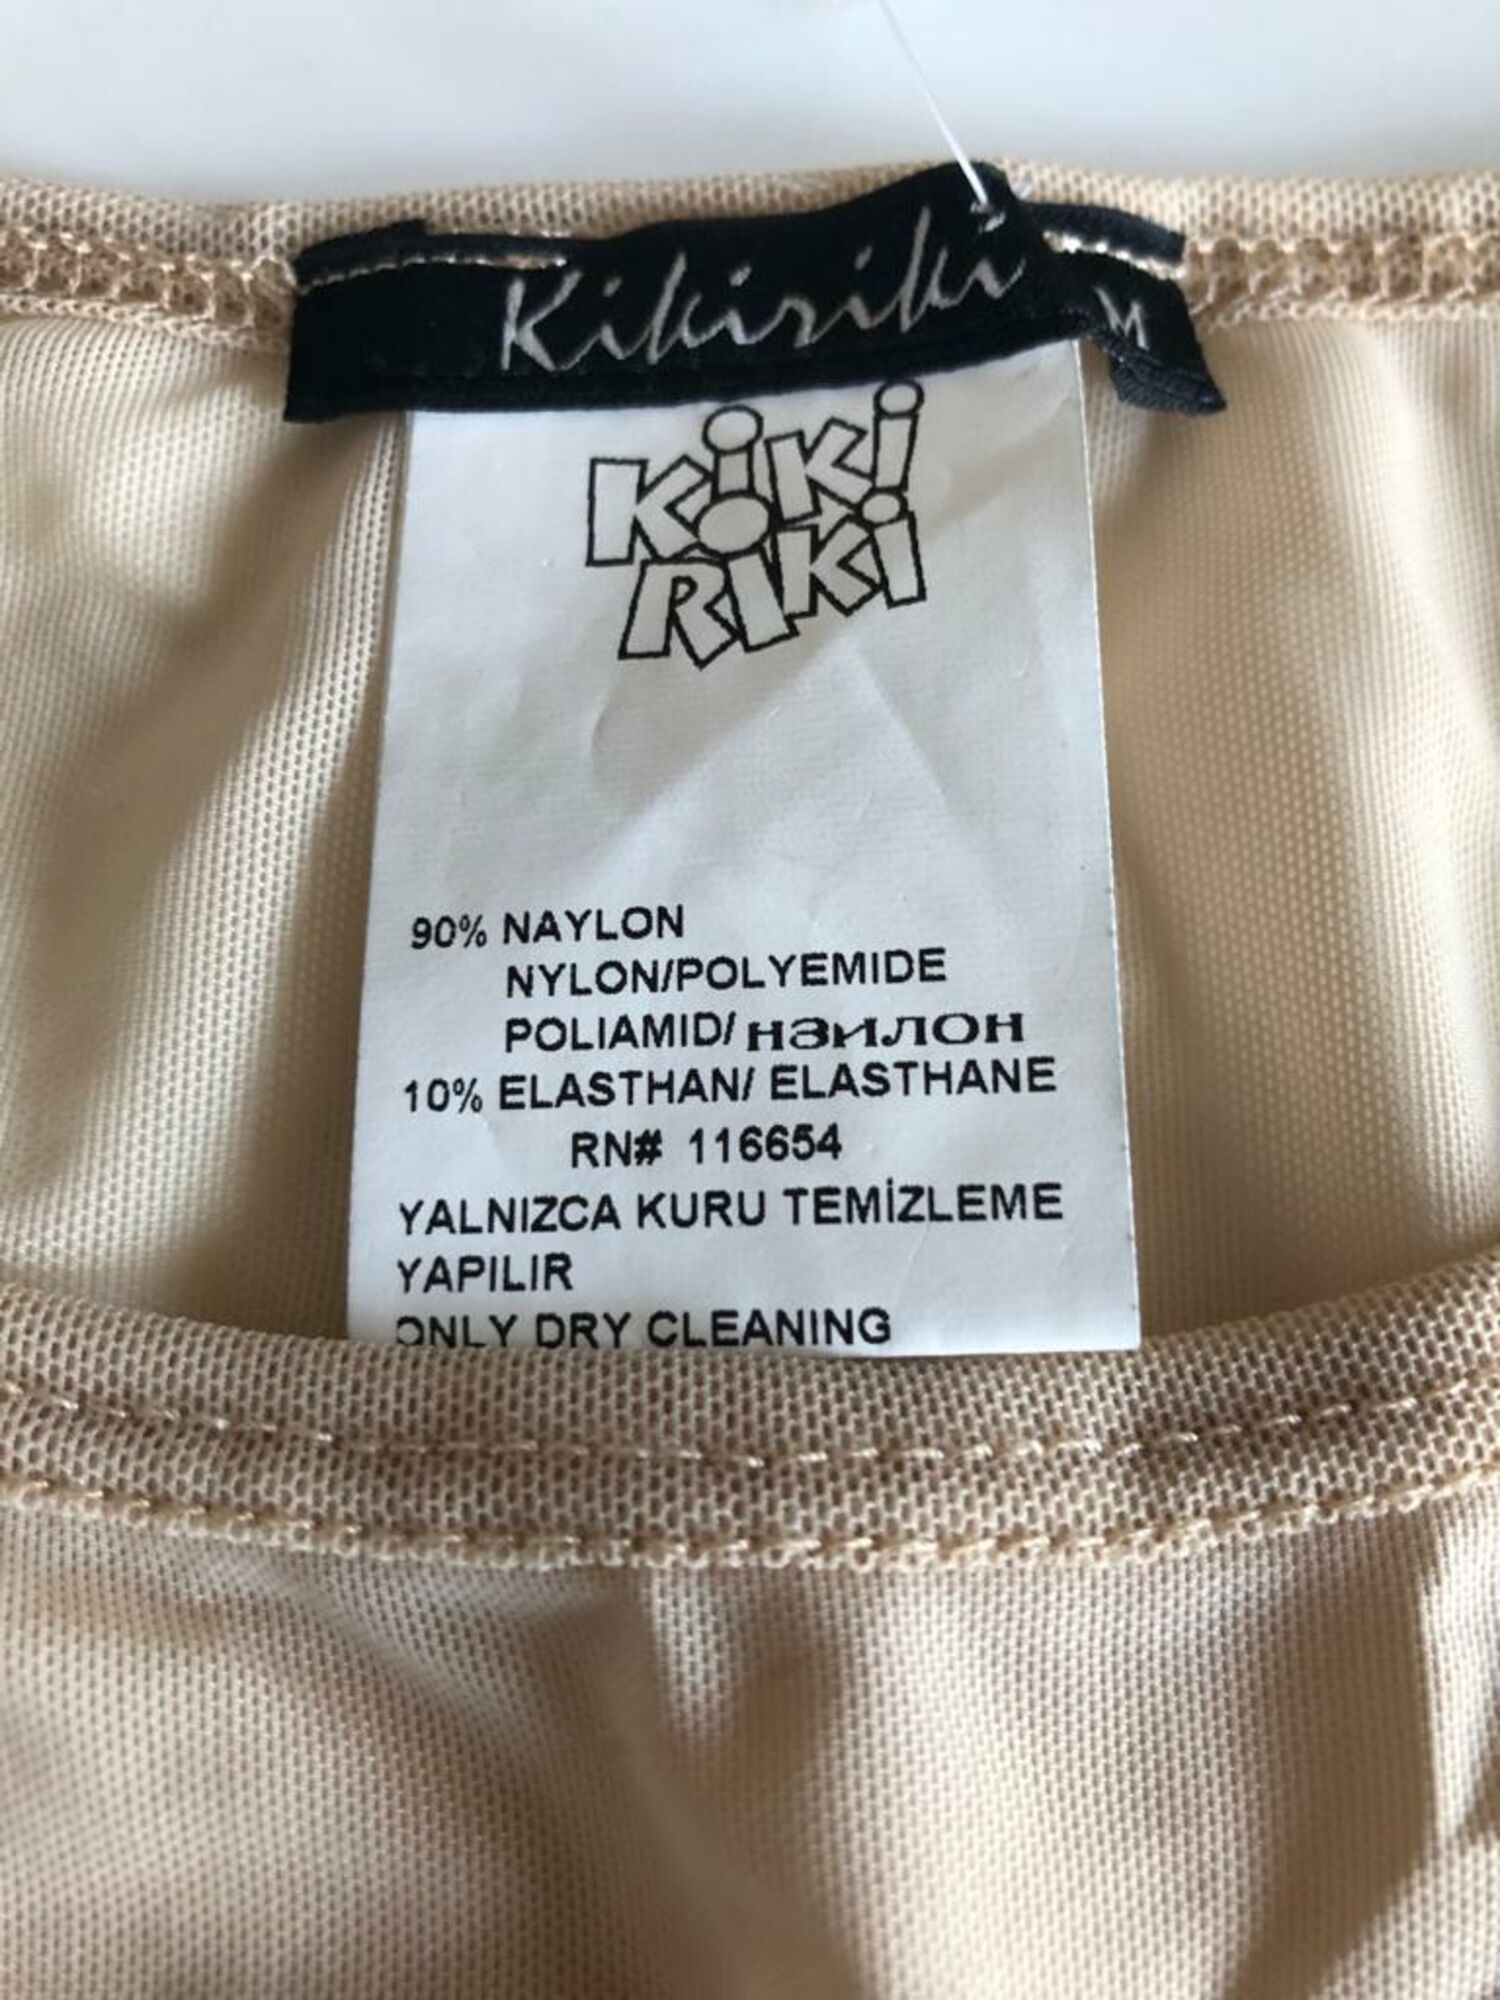 Kikiriki M
KiKi
RiKi
90% NAYLON
NYLON/POLYEMIDE
POLIAMID/нзилон
10% ELASTHAN/ ELASTHANE
RN# 116654
YALNIZCA KURU TEMİZLEME
YAPILIR
ONLY DRY CLEANING